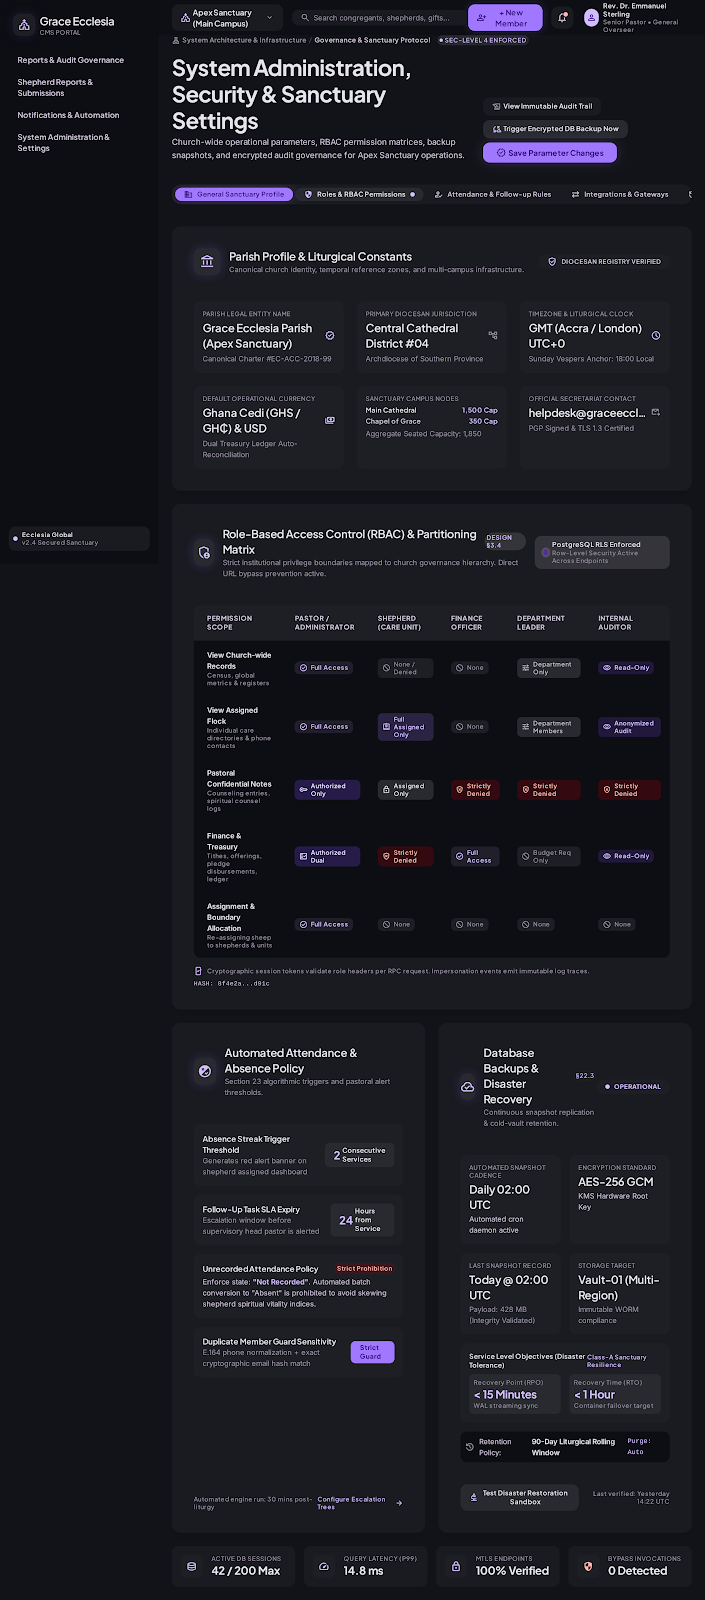 Grace Ecclesia
CMS PORTAL
Reports & Audit Governance
Shepherd Reports &
Submissions
Notifications & Automation
System Administration &
Settings
Ecclesia Global
v2.4 Secured Sanctuary
Apex Sanctuary
(Main Campus)
Search congregants, shepherds, gifts...
+ New
Member
Rev. Dr. Emmanuel
Sterling
Senior Pastor • General
Overseer
System Architecture & Infrastructure / Governance & Sanctuary Protocol
SEC-LEVEL 4 ENFORCED
System Administration,
Security & Sanctuary
Settings
Church-wide operational parameters, RBAC permission matrices, backup
snapshots, and encrypted audit governance for Apex Sanctuary operations.
View Immutable Audit Trail
Trigger Encrypted DB Backup Now
Save Parameter Changes
General Sanctuary Profile
Roles & RBAC Permissions
Attendance & Follow-up Rules
Integrations & Gateways
Parish Profile & Liturgical Constants
Canonical church identity, temporal reference zones, and multi-campus infrastructure.
DIOCESAN REGISTRY VERIFIED
PARISH LEGAL ENTITY NAME
Grace Ecclesia Parish
(Apex Sanctuary)
Canonical Charter #EC-ACC-2018-99
PRIMARY DIOCESAN JURISDICTION
Central Cathedral
District #04
Archdiocese of Southern Province
TIMEZONE & LITURGICAL CLOCK
GMT (Accra / London)
UTC+0
Sunday Vespers Anchor: 18:00 Local
DEFAULT OPERATIONAL CURRENCY
Ghana Cedi (GHS /
GH₵) & USD
Dual Treasury Ledger Auto-
Reconciliation
SANCTUARY CAMPUS NODES
Main Cathedral 1,500 Cap
Chapel of Grace 350 Cap
Aggregate Seated Capacity: 1,850
OFFICIAL SECRETARIAT CONTACT
helpdesk@graceeccl...
PGP Signed & TLS 1.3 Certified
Role-Based Access Control (RBAC) & Partitioning
Matrix
DESIGN
§3.4
Strict institutional privilege boundaries mapped to church governance hierarchy. Direct
URL bypass prevention active.
PostgreSQL RLS Enforced
Row-Level Security Active
Across Endpoints
PERMISSION
SCOPE
PASTOR /
ADMINISTRATOR
SHEPHERD
(CARE UNIT)
FINANCE
OFFICER
DEPARTMENT
LEADER
INTERNAL
AUDITOR
View Church-wide
Records
Census, global
metrics & registers
Full Access
None /
Denied
None
Department
Only
Read-Only
View Assigned
Flock
Individual care
directories & phone
contacts
Full Access
Full
Assigned
Only
None
Department
Members
Anonymized
Audit
Pastoral
Confidential Notes
Counseling entries,
spiritual counsel
logs
Authorized
Only
Assigned
Only
Strictly
Denied
Strictly
Denied
Strictly
Denied
Finance &
Treasury
Tithes, offerings,
pledge
disbursements,
ledger
Authorized
Dual
Strictly
Denied
Full
Access
Budget Req
Only
Read-Only
Assignment &
Boundary
Allocation
Re-assigning sheep
to shepherds & units
Full Access
None
None
None
None
Cryptographic session tokens validate role headers per RPC request. Impersonation events emit immutable log traces.
HASH: 8f4e2a...d91c
Automated Attendance &
Absence Policy
Section 23 algorithmic triggers and pastoral alert
thresholds.
Absence Streak Trigger
Threshold
Generates red alert banner on
shepherd assigned dashboard
2 Consecutive
Services
Follow-Up Task SLA Expiry
Escalation window before
supervisory head pastor is alerted
24 Hours
from
Service
Unrecorded Attendance Policy
Strict Prohibition
Enforce state: "Not Recorded". Automated batch
conversion to "Absent" is prohibited to avoid skewing
shepherd spiritual vitality indices.
Duplicate Member Guard Sensitivity
E.164 phone normalization + exact
cryptographic email hash match
Strict
Guard
Automated engine run: 30 mins post-
liturgy
Configure Escalation
Trees
Database
Backups &
Disaster
Recovery
§22.3
OPERATIONAL
Continuous snapshot replication
& cold-vault retention.
AUTOMATED SNAPSHOT
CADENCE
Daily 02:00
UTC
Automated cron
daemon active
ENCRYPTION STANDARD
AES-256 GCM
KMS Hardware Root
Key
LAST SNAPSHOT RECORD
Today @ 02:00
UTC
Payload: 428 MB
(Integrity Validated)
STORAGE TARGET
Vault-01 (Multi-
Region)
Immutable WORM
compliance
Service Level Objectives (Disaster
Tolerance)
Class-A Sanctuary
Resilience
Recovery Point (RPO)
< 15 Minutes
WAL streaming sync
Recovery Time (RTO)
< 1 Hour
Container failover target
Retention
Policy:
90-Day Liturgical Rolling
Window
Purge:
Auto
Test Disaster Restoration
Sandbox
Last verified: Yesterday
14:22 UTC
ACTIVE DB SESSIONS
42 / 200 Max
QUERY LATENCY (P99)
14.8 ms
MTLS ENDPOINTS
100% Verified
BYPASS INVOCATIONS
0 Detected